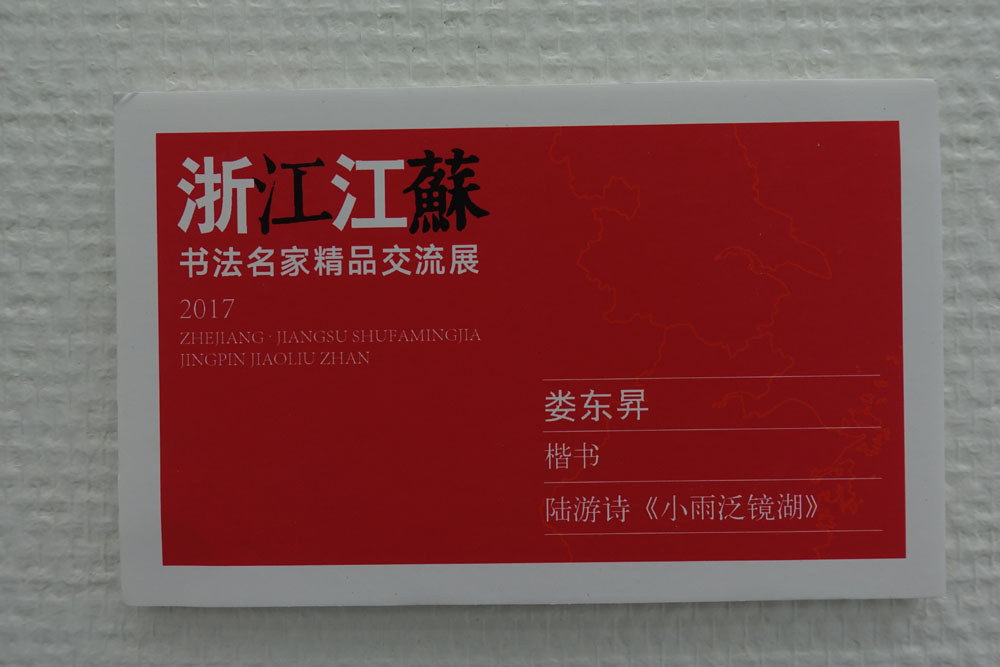 浙江江蘇
书法名家精品交流展
2017
ZHEJIANG · JIANGSU SHUFAMINGJIA
JINGPIN JIAOLIU ZHAN
娄东昇
楷书
陆游诗《小雨泛镜湖》